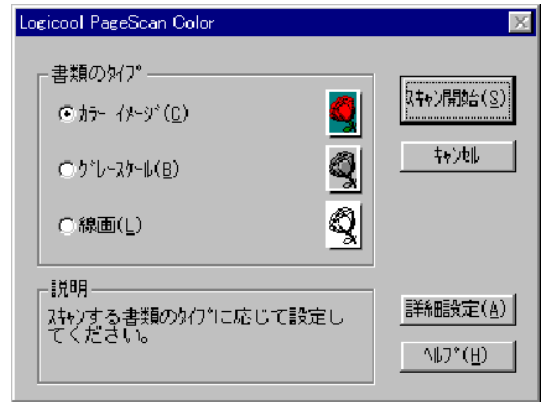 Logicool PageScan Color
書類のﾀｲﾌﾟ
ｶﾗｰ ｲﾒｰｼﾞ(C)
ｸﾞﾚｰｽｹｰﾙ(B)
線画(L)
ｽｷｬﾝ開始(S)
ｷｬﾝｾﾙ
説明
ｽｷｬﾝする書類のﾀｲﾌﾟに応じて設定し
てください。
詳細設定(A)
ﾍﾙﾌﾟ(H)